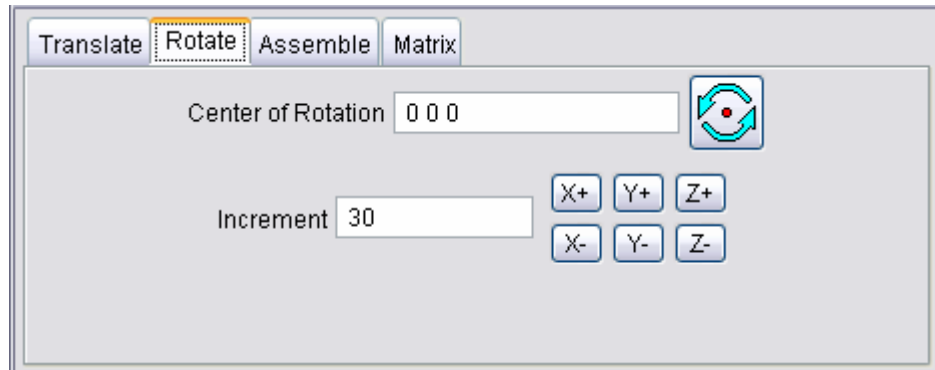 Translate Rotate Assemble Matrix
Center of Rotation 0 0 0
Increment 30
X+ Y+ Z+
X- Y- Z-